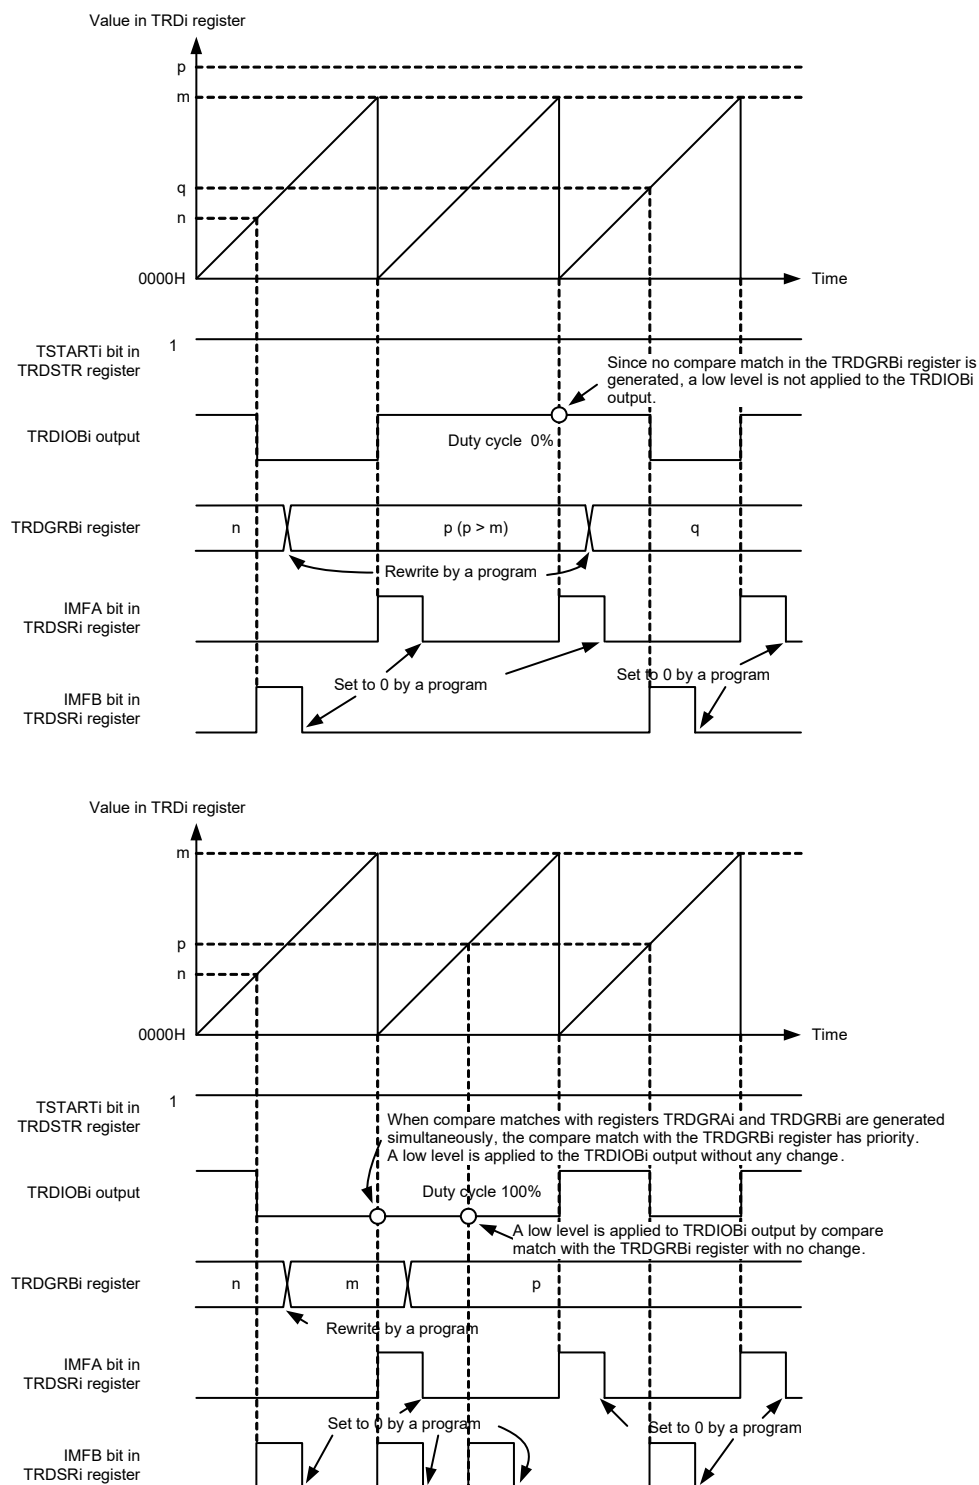 Value in TRDi register
p
m
q
n
0000H
Time
TSTARTi bit in
TRDSTR register
1
Since no compare match in the TRDGRBi register is
generated, a low level is not applied to the TRDIOBi
output.
TRDIOBi output
Duty cycle 0%
TRDGRBi register
n
p (p > m)
q
Rewrite by a program
IMFA bit in
TRDSRi register
Set to 0 by a program
Set to 0 by a program
IMFB bit in
TRDSRi register
Value in TRDi register
m
p
n
0000H
Time
TSTARTi bit in
TRDSTR register
1
When compare matches with registers TRDGRAi and TRDGRBi are generated
simultaneously, the compare match with the TRDGRBi register has priority.
A low level is applied to the TRDIOBi output without any change.
TRDIOBi output
Duty cycle 100%
A low level is applied to TRDIOBi output by compare
match with the TRDGRBi register with no change.
TRDGRBi register
n
m
p
Rewrite by a program
IMFA bit in
TRDSRi register
Set to 0 by a program
Set to 0 by a program
IMFB bit in
TRDSRi register